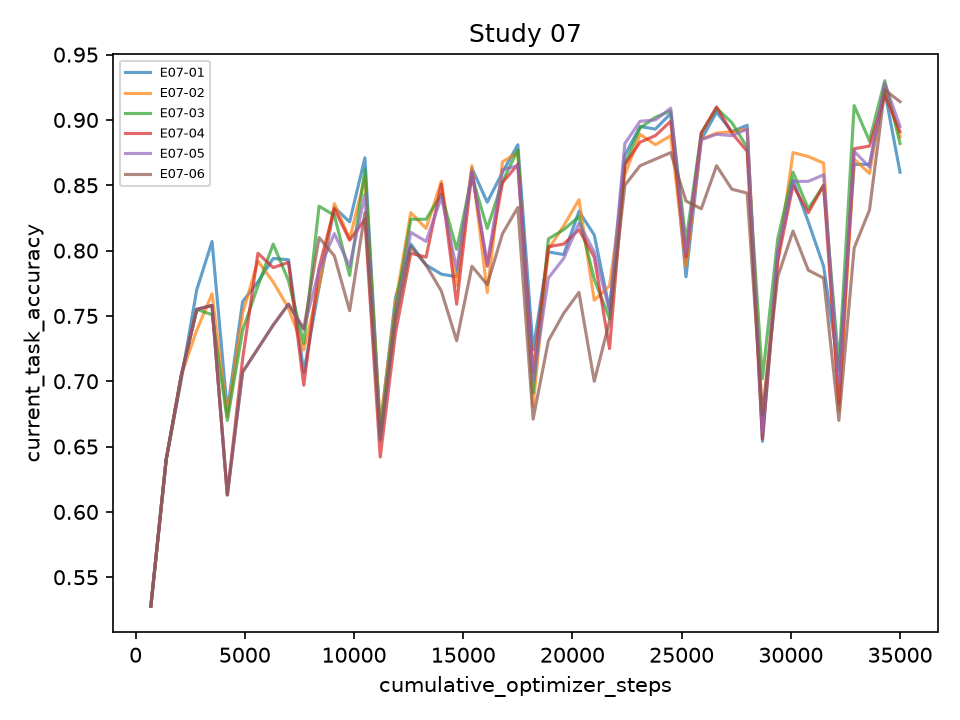 Study 07
E07-01
E07-02
E07-03
E07-04
E07-05
E07-06
current_task_accuracy
0.95
0.90
0.85
0.80
0.75
0.70
0.65
0.60
0.55
0
5000
10000
15000
20000
25000
30000
35000
cumulative_optimizer_steps